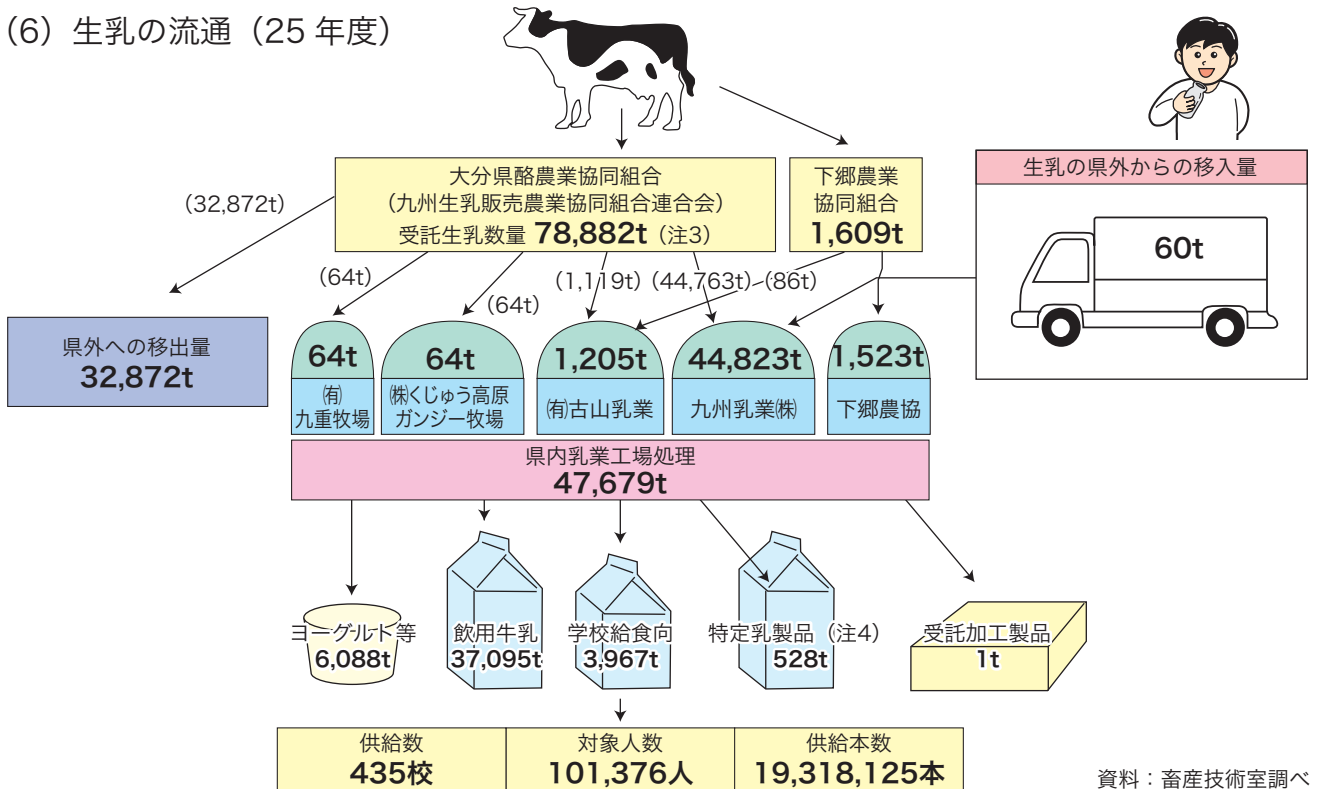 （6）生乳の流通（25 年度）
大分県酪農業協同組合
（九州生乳販売農業協同組合連合会）
受託生乳数量 78,882t（注3）
下郷農業
協同組合
1,609t
生乳の県外からの移入量
60t
(32,872t)
(64t)
(64t)
(1,119t)
(44,763t)
(86t)
県外への移出量
32,872t
64t
㈲
九重牧場
64t
㈱くじゅう高原
ガンジー牧場
1,205t
㈲古山乳業
44,823t
九州乳業㈱
1,523t
下郷農協
県内乳業工場処理
47,679t
ヨーグルト等
6,088t
飲用牛乳
37,095t
学校給食向
3,967t
特定乳製品（注4）
528t
受託加工製品
1t
供給数
435校
対象人数
101,376人
供給本数
19,318,125本
資料：畜産技術室調べ